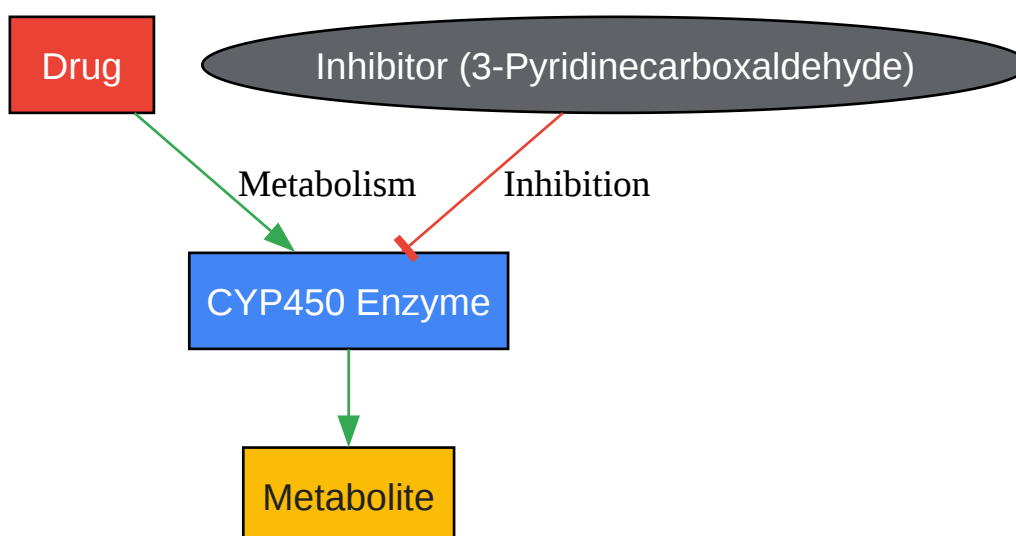 Drug
Inhibitor (3-Pyridinecarboxaldehyde)
Metabolism
Inhibition
CYP450 Enzyme
Metabolite